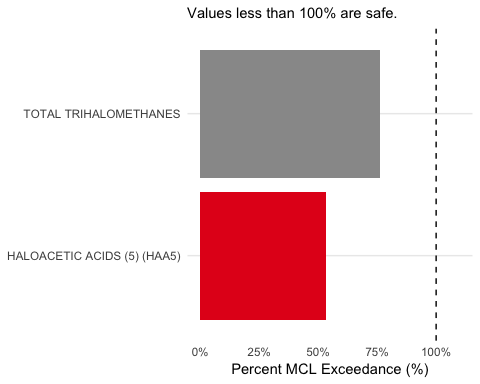 Values less than 100% are safe.
TOTAL TRIHALOMETHANES
HALOACETIC ACIDS (5) (HAA5)
0% 25% 50% 75% 100%
Percent MCL Exceedance (%)